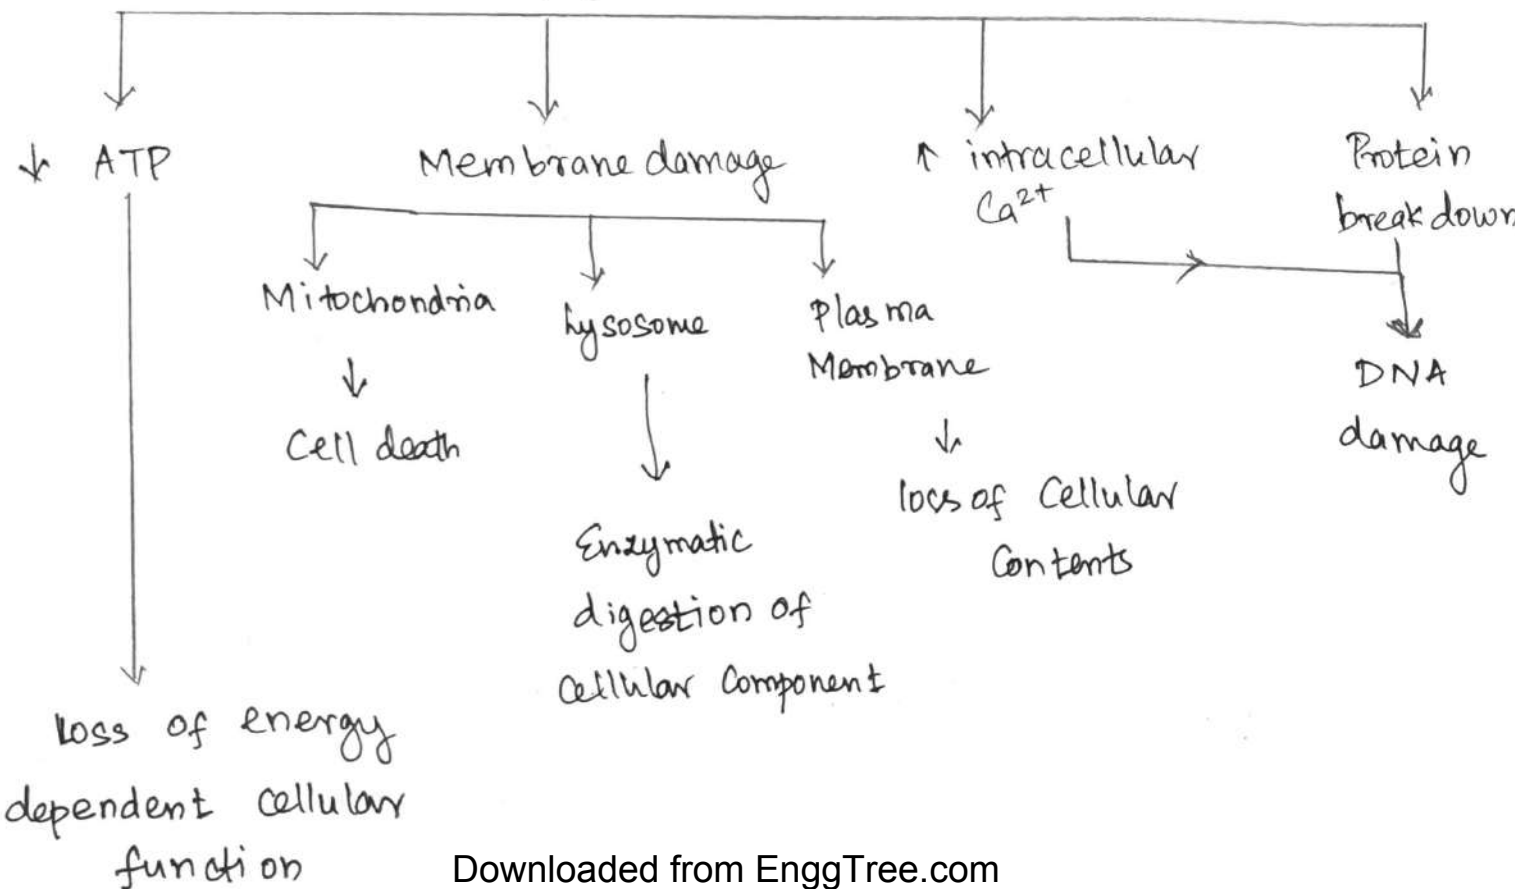 ↓ ATP
Membrane damage
↑ intracellular
Ca²⁺
Protein
breakdown
Mitochondria
↓
Cell death
Lysosome
Enzymatic
digestion of
Cellular Component
Plasma
Membrane
↓
loss of Cellular
Contents
DNA
damage
Loss of energy
dependent cellular
function
Downloaded from EnggTree.com